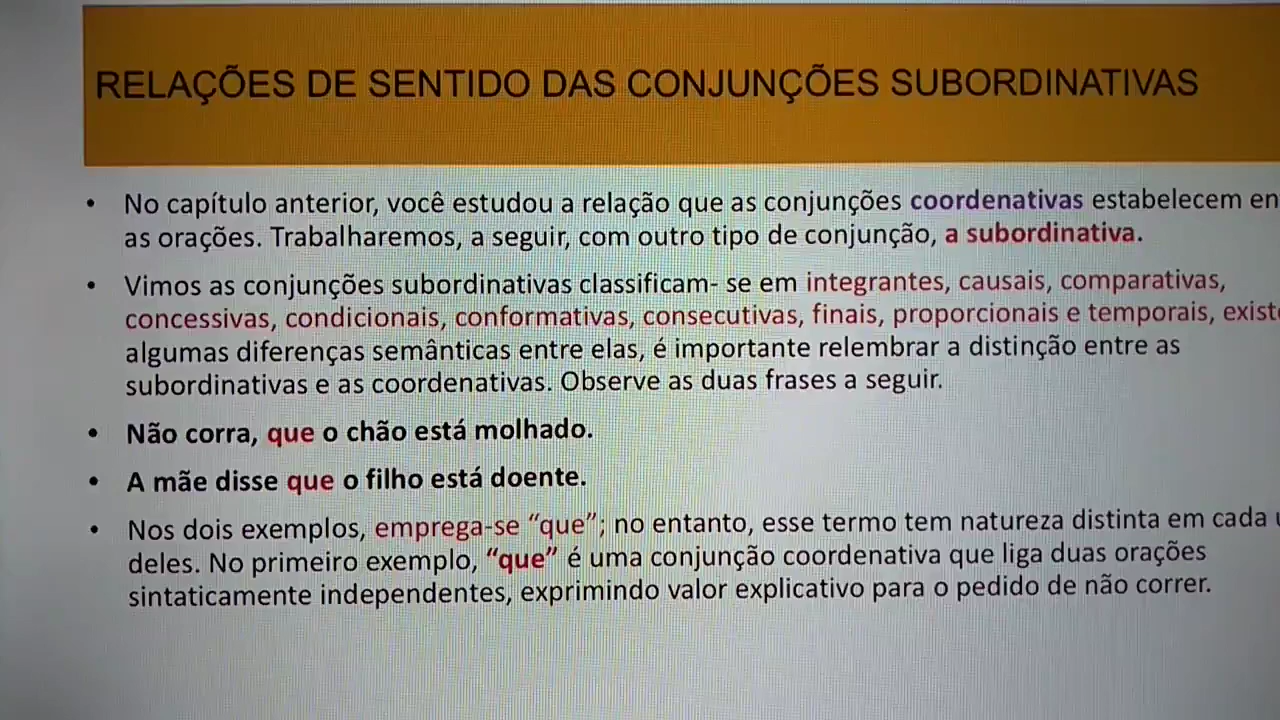 RELAÇÕES DE SENTIDO DAS CONJUNÇÕES SUBORDINATIVAS
• No capítulo anterior, você estudou a relação que as conjunções coordenativas estabelecem
as orações. Trabalharemos, a seguir, com outro tipo de conjunção, a subordinativa.
• Vimos as conjunções subordinativas classificam- se em integrantes, causais, comparativas,
concessivas, condicionais, conformativas, consecutivas, finais, proporcionais e temporais,
algumas diferenças semânticas entre elas, é importante relembrar a distinção entre as
subordinativas e as coordenativas. Observe as duas frases a seguir.
• Não corra, que o chão está molhado.
• A mãe disse que o filho está doente.
• Nos dois exemplos, emprega-se “que”; no entanto, esse termo tem natureza distinta em cada
deles. No primeiro exemplo, “que” é uma conjunção coordenativa que liga duas orações
sintaticamente independentes, exprimindo valor explicativo para o pedido de não correr.